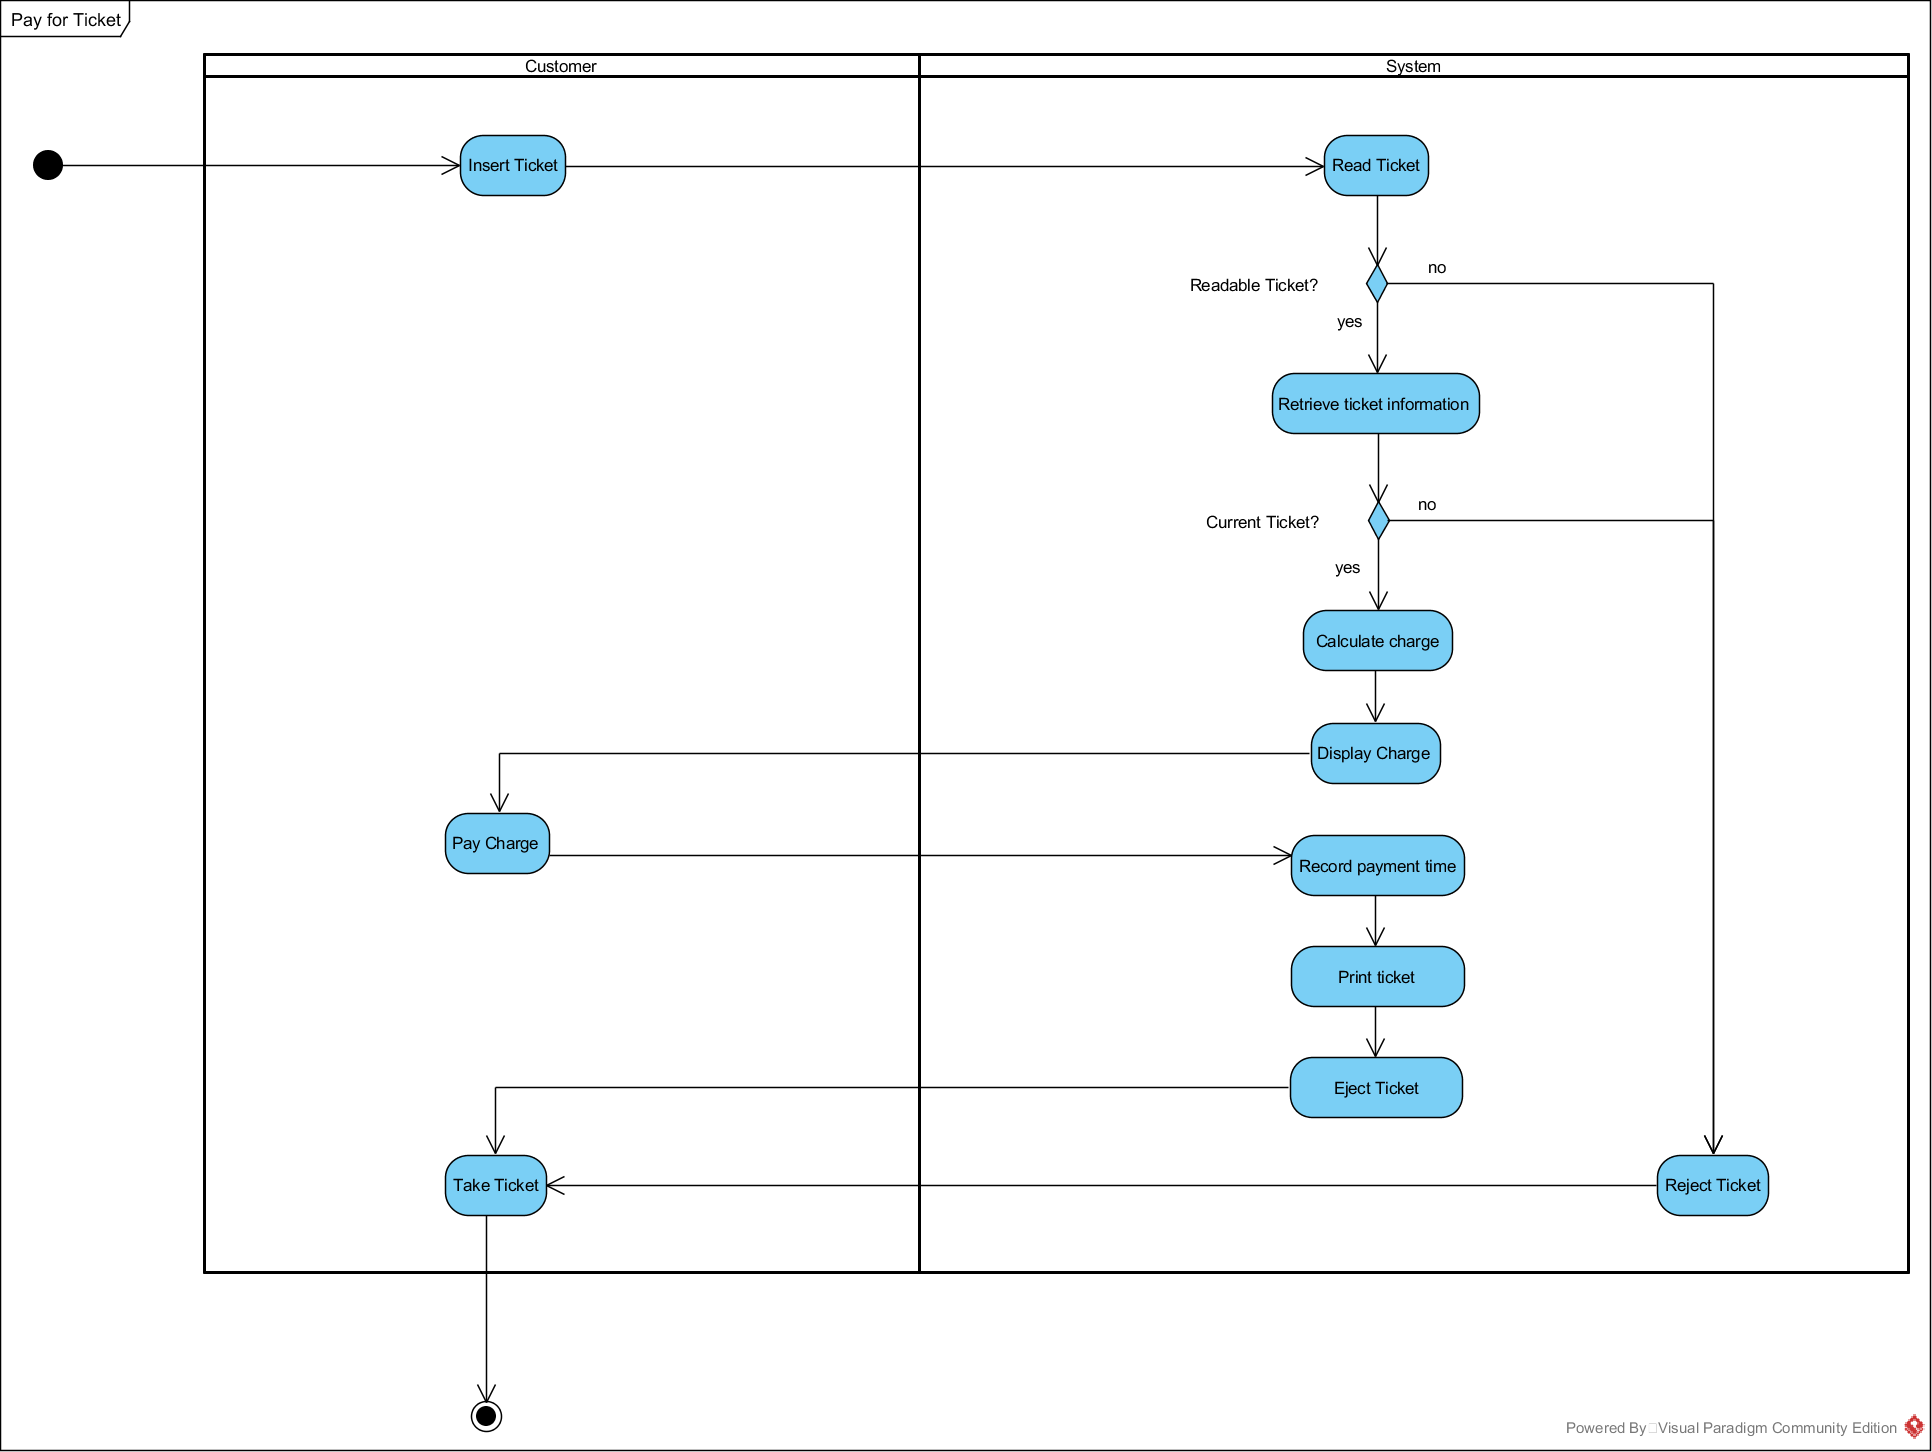 Pay for Ticket
Customer
System
Insert Ticket
Read Ticket
no
Readable Ticket?
yes
Retrieve ticket information
no
Current Ticket?
yes
Calculate charge
Display Charge
Pay Charge
Record payment time
Print ticket
Eject Ticket
Take Ticket
Reject Ticket
Powered By Visual Paradigm Community Edition